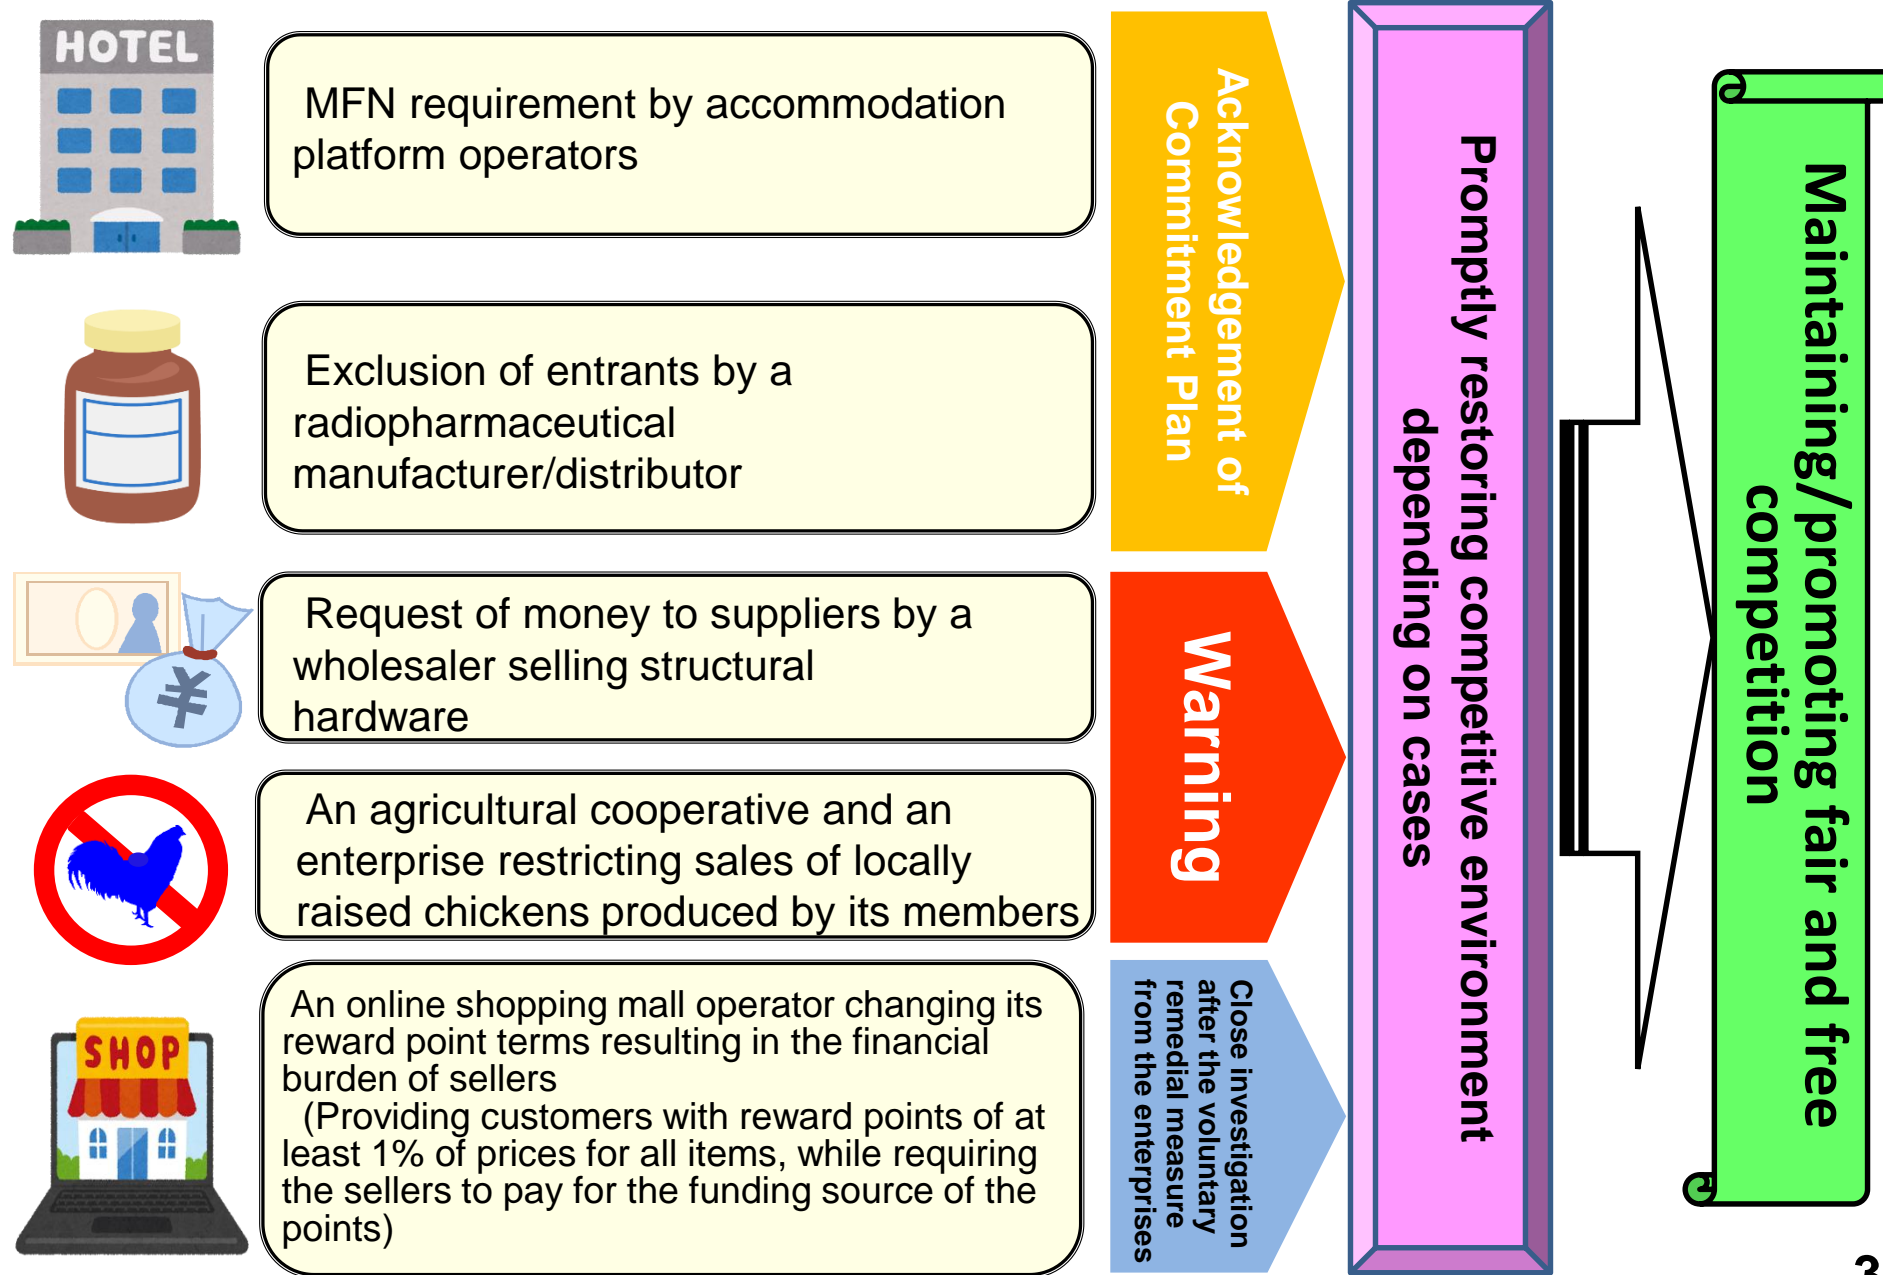 HOTEL
MFN requirement by accommodation
platform operators
Exclusion of entrants by a
radiopharmaceutical
manufacturer/distributor
¥
Request of money to suppliers by a
wholesaler selling structural
hardware
An agricultural cooperative and an
enterprise restricting sales of locally
raised chickens produced by its members
SHOP
An online shopping mall operator changing its
reward point terms resulting in the financial
burden of sellers
(Providing customers with reward points of at
least 1% of prices for all items, while requiring
the sellers to pay for the funding source of the
points)
Acknowledgement of
Commitment Plan
Warning
Close investigation
after the voluntary
remedial measure
from the enterprises
Promptly restoring competitive environment
depending on cases
Maintaining/promoting fair and free
competition
3